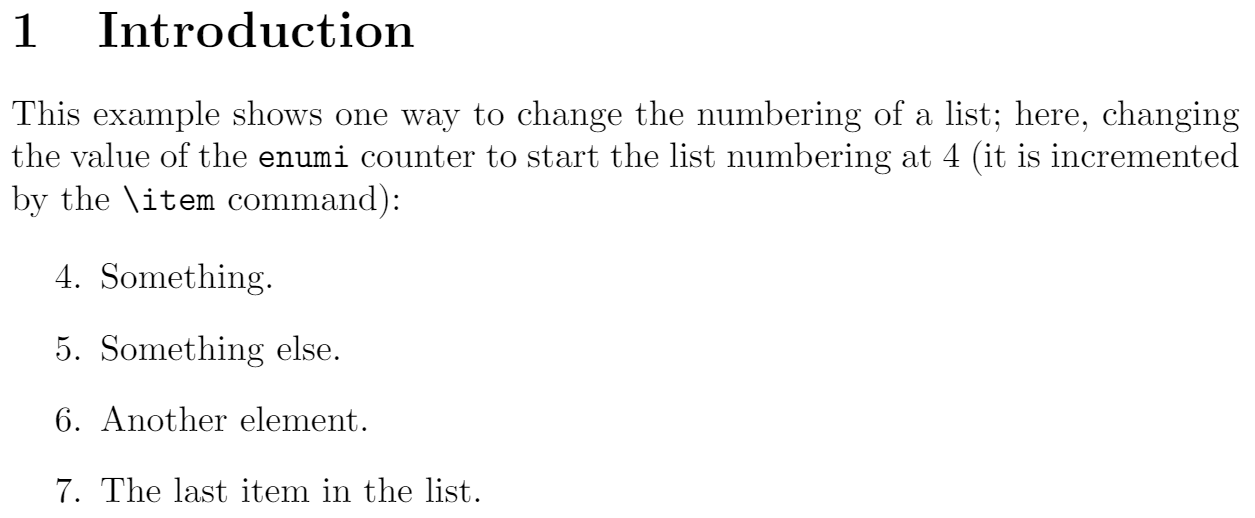 1 Introduction
This example shows one way to change the numbering of a list; here, changing
the value of the enumi counter to start the list numbering at 4 (it is incremented
by the \item command):
4. Something.
5. Something else.
6. Another element.
7. The last item in the list.